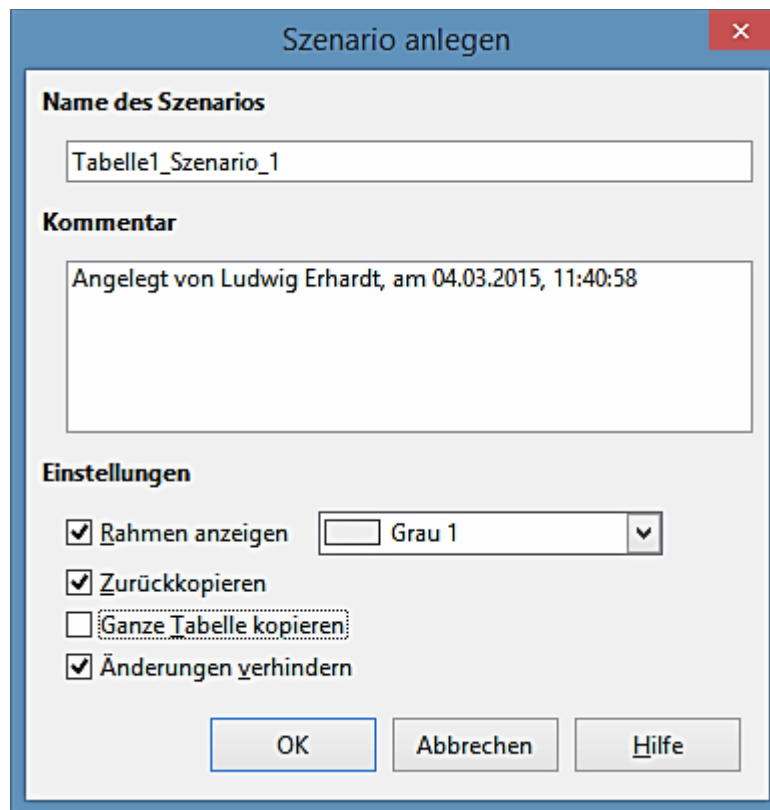 Szenario anlegen
Name des Szenarios
Tabelle1_Szenario_1
Kommentar
Angelegt von Ludwig Erhardt, am 04.03.2015, 11:40:58
Einstellungen
Rahmen anzeigen Grau 1
Zurückkopieren
Ganze Tabelle kopieren
Änderungen verhindern
OK Abbrechen Hilfe